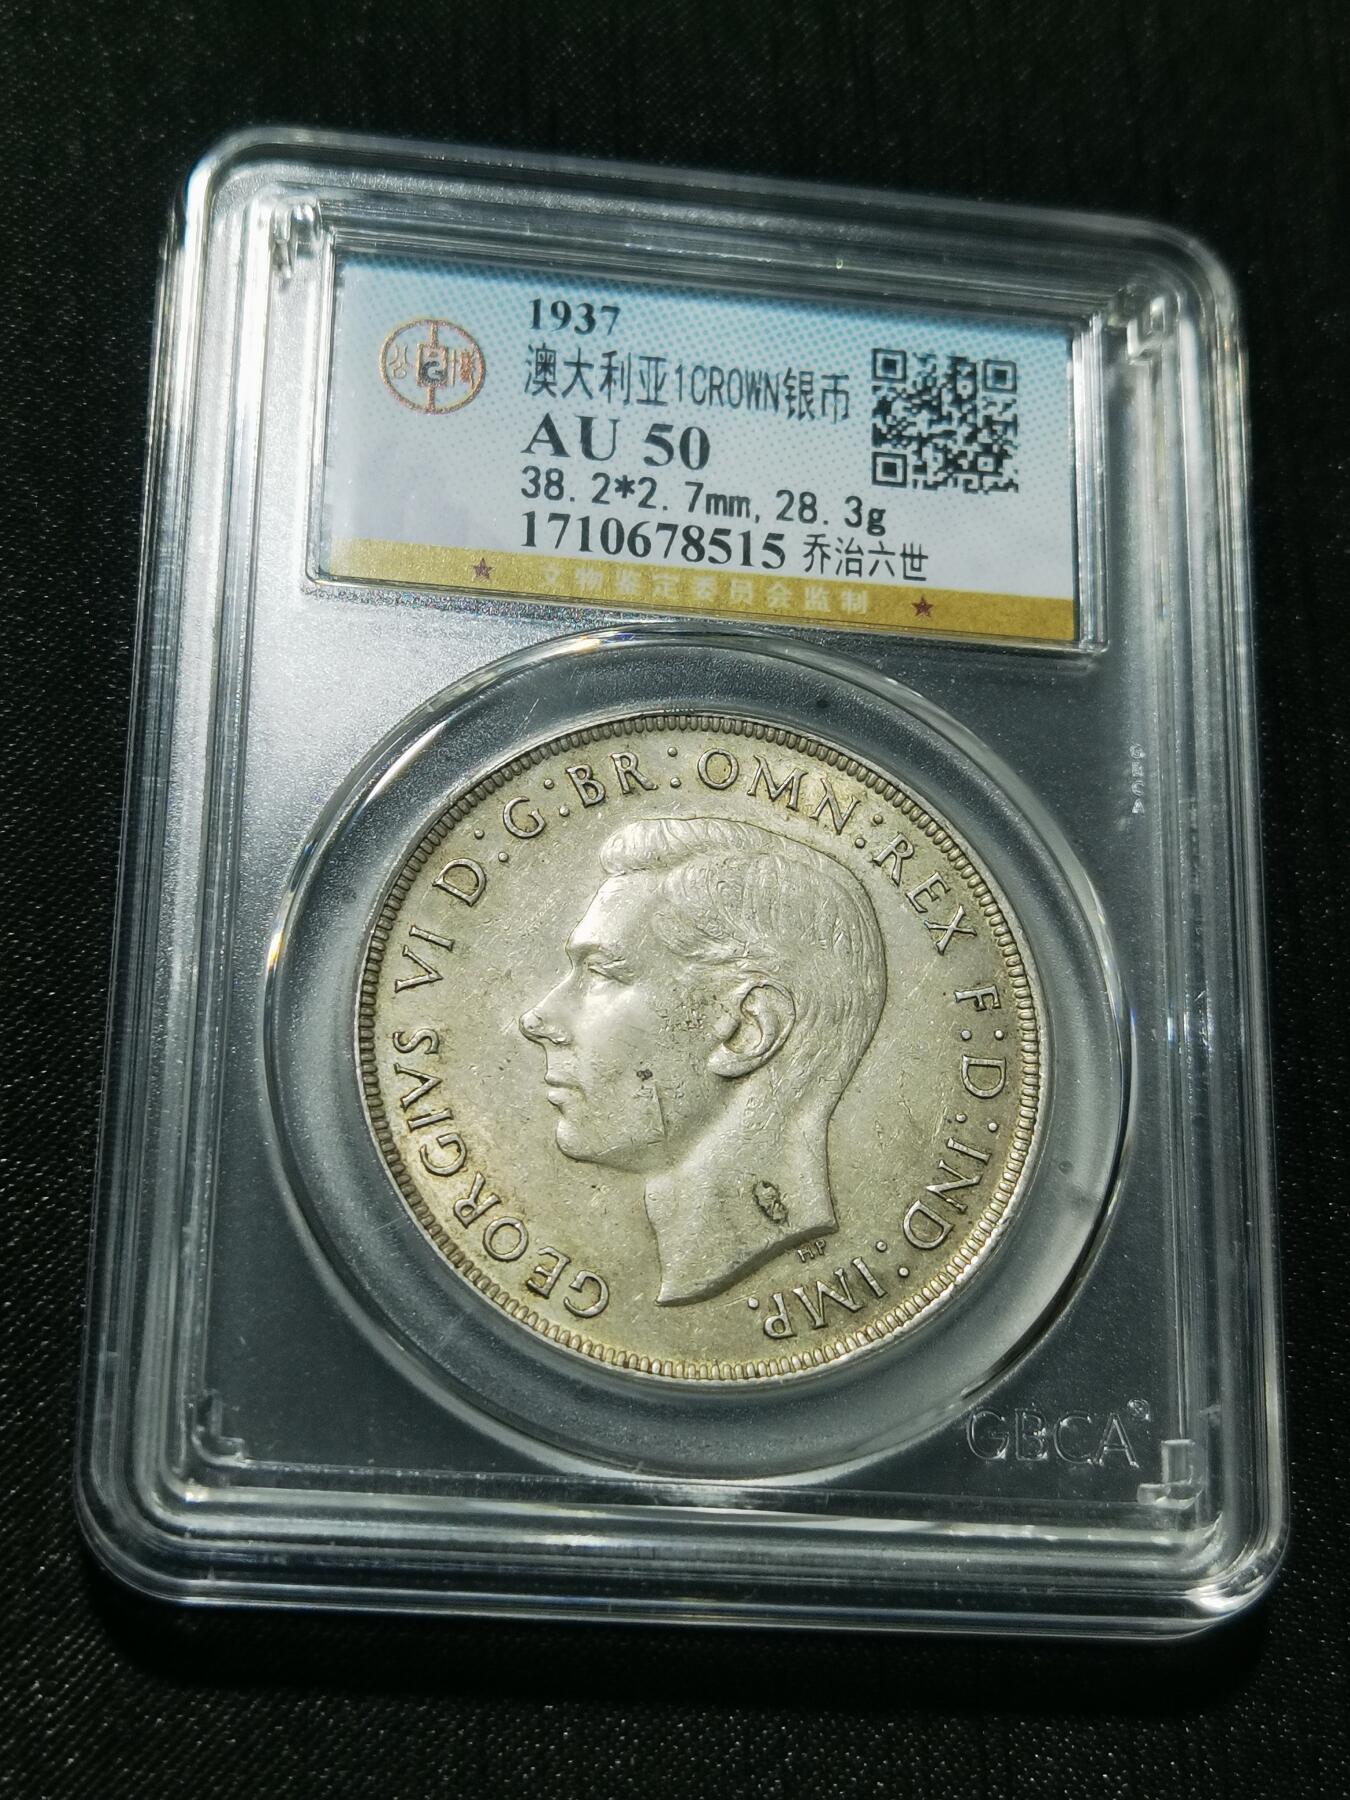 1937
澳大利亚1CROWN银币
AU 50
38.2*2.7mm,28.3g
1710678515 乔治六世
★ 文物鉴定委员会监制 ★
GEORGIVS VI D:G:BR:OMN:REX F:D:IND:IMP.
HP
GBCA®